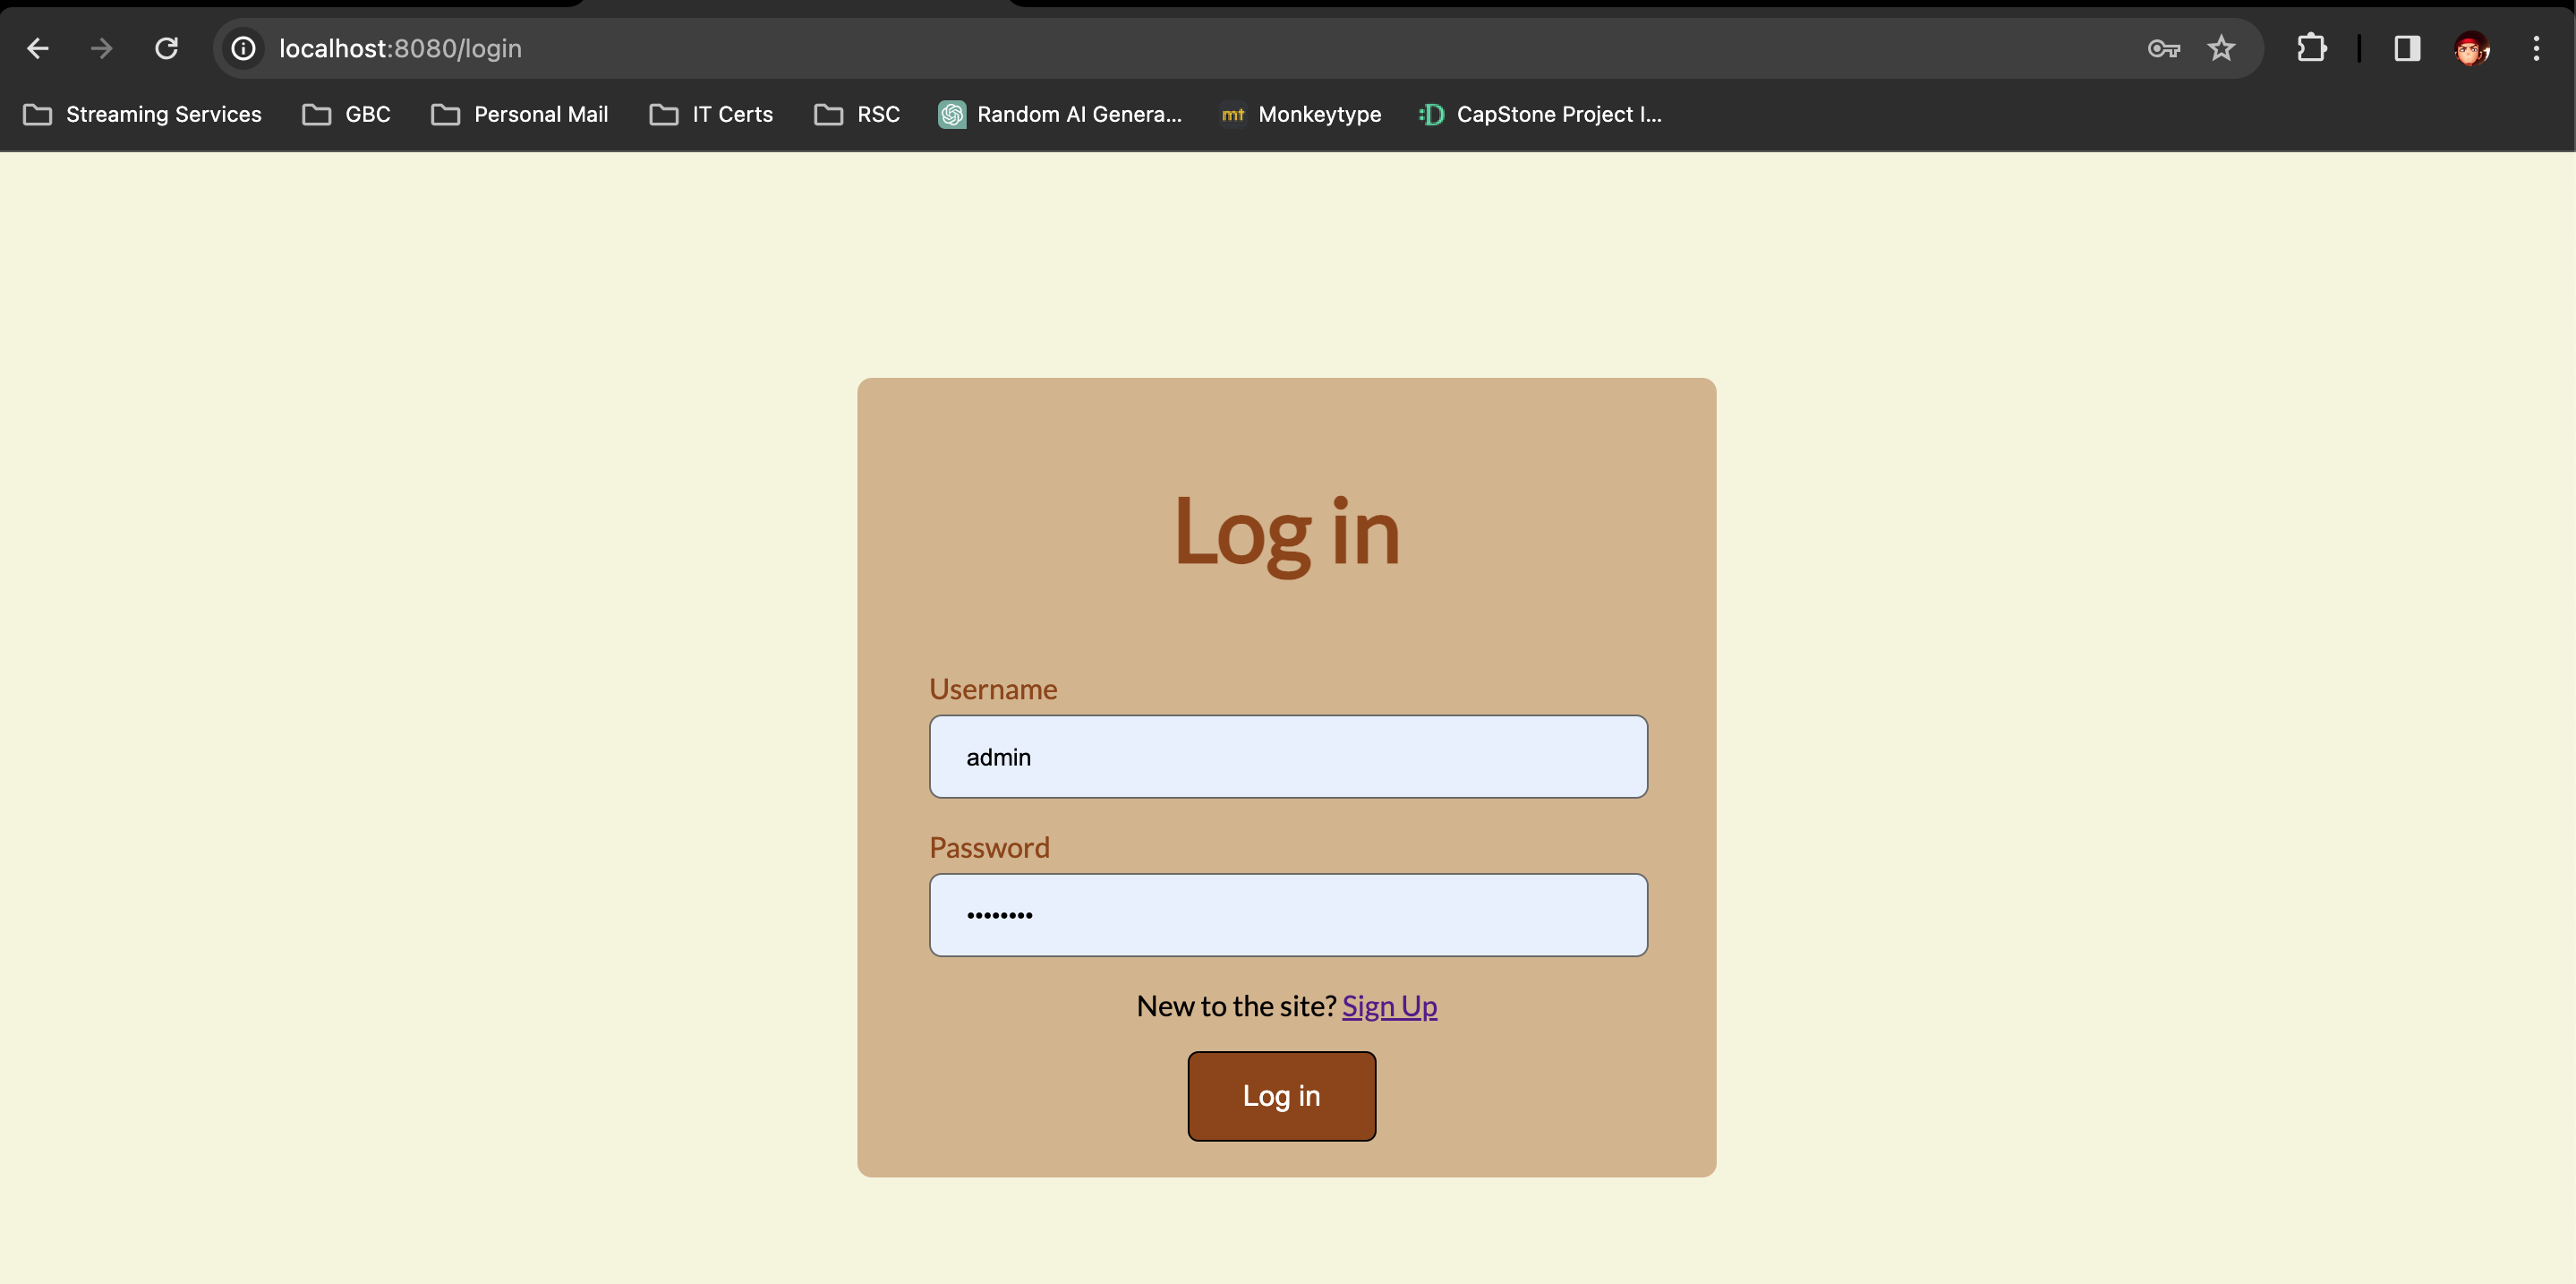 localhost:8080/login
Streaming Services GBC Personal Mail IT Certs RSC Random AI Genera... mt Monkeytype :D CapStone Project I...
Log in
Username
admin
Password
••••••••
New to the site? Sign Up
Log in